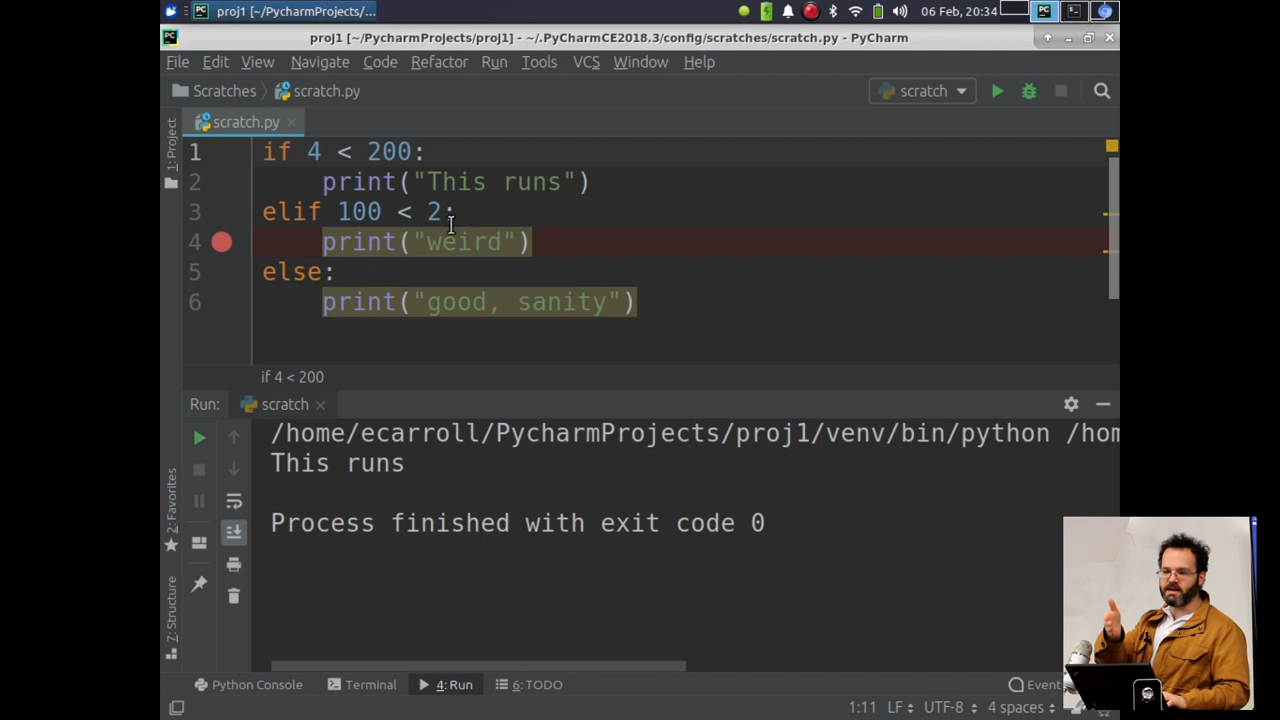 proj1 [~/PycharmProjects/...
06 Feb, 20:34
proj1 [~/PycharmProjects/proj1] - ~/.PyCharmCE2018.3/config/scratches/scratch.py - PyCharm
File Edit View Navigate Code Refactor Run Tools VCS Window Help
Scratches scratch.py scratch
scratch.py
1: Project
1 if 4 < 200:
2 print("This runs")
3 elif 100 < 2:
4 print("weird")
5 else:
6 print("good, sanity")
if 4 < 200
Run: scratch
/home/ecarroll/PycharmProjects/proj1/venv/bin/python /hom
This runs
Process finished with exit code 0
2: Favorites
7: Structure
Python Console Terminal 4: Run 6: TODO Event
1:11 LF UTF-8 4 spaces